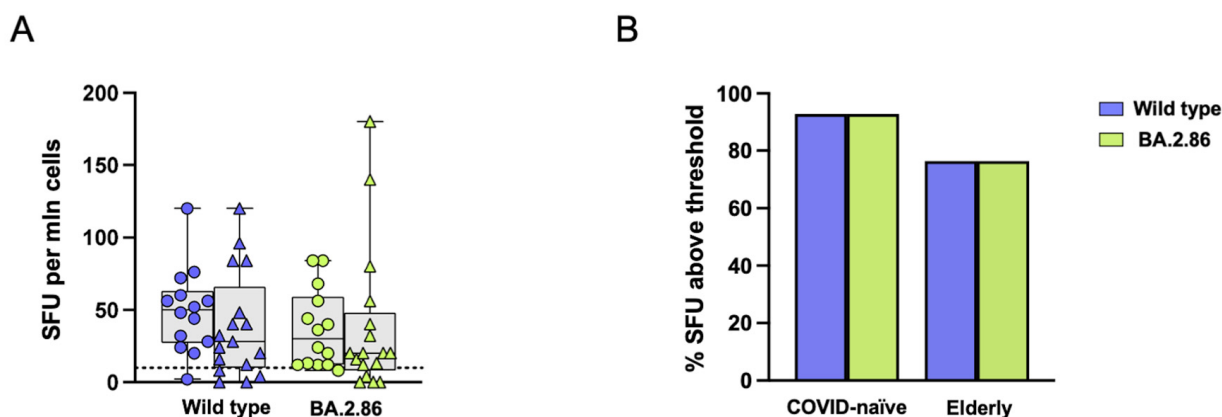 A
SFU per mln cells
200
150
100
50
0
Wild type
BA.2.86
B
% SFU above threshold
100
80
60
40
20
0
COVID-naïve
Elderly
Wild type
BA.2.86